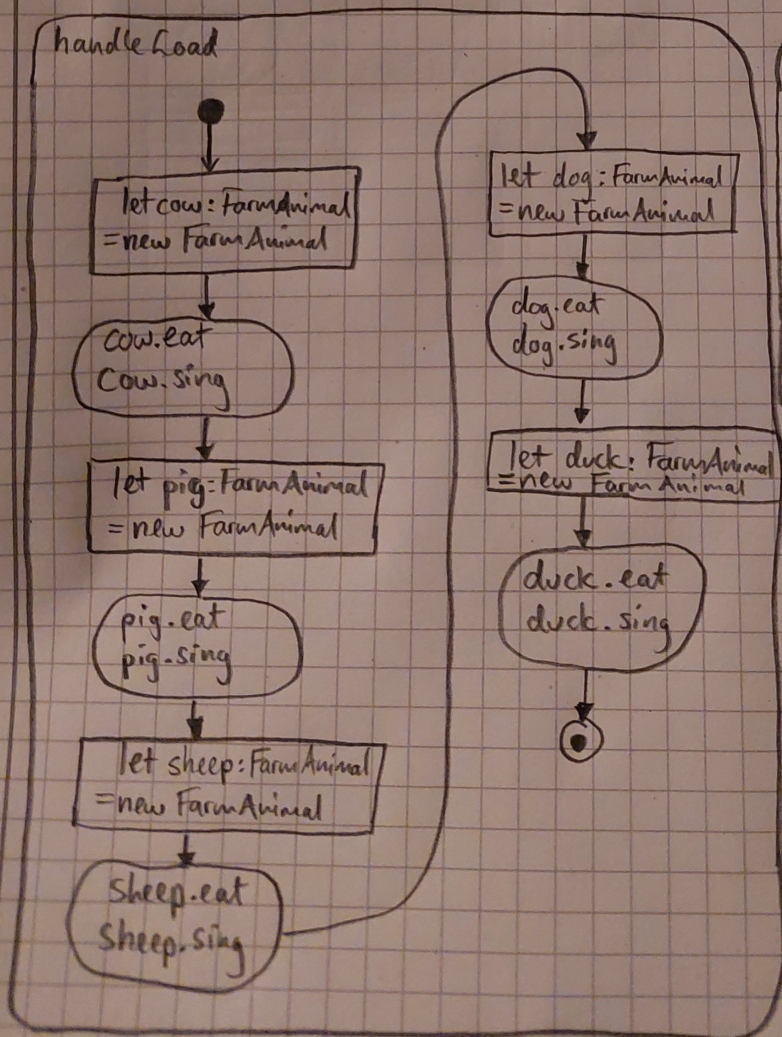 handleLoad
let cow: FarmAnimal
=new FarmAnimal
cow.eat
cow.sing
let pig: FarmAnimal
=new FarmAnimal
pig.eat
pig.sing
let sheep: FarmAnimal
=new FarmAnimal
sheep.eat
sheep.sing
let dog: FarmAnimal
=new FarmAnimal
dog.eat
dog.sing
let duck: FarmAnimal
=new FarmAnimal
duck.eat
duck.sing